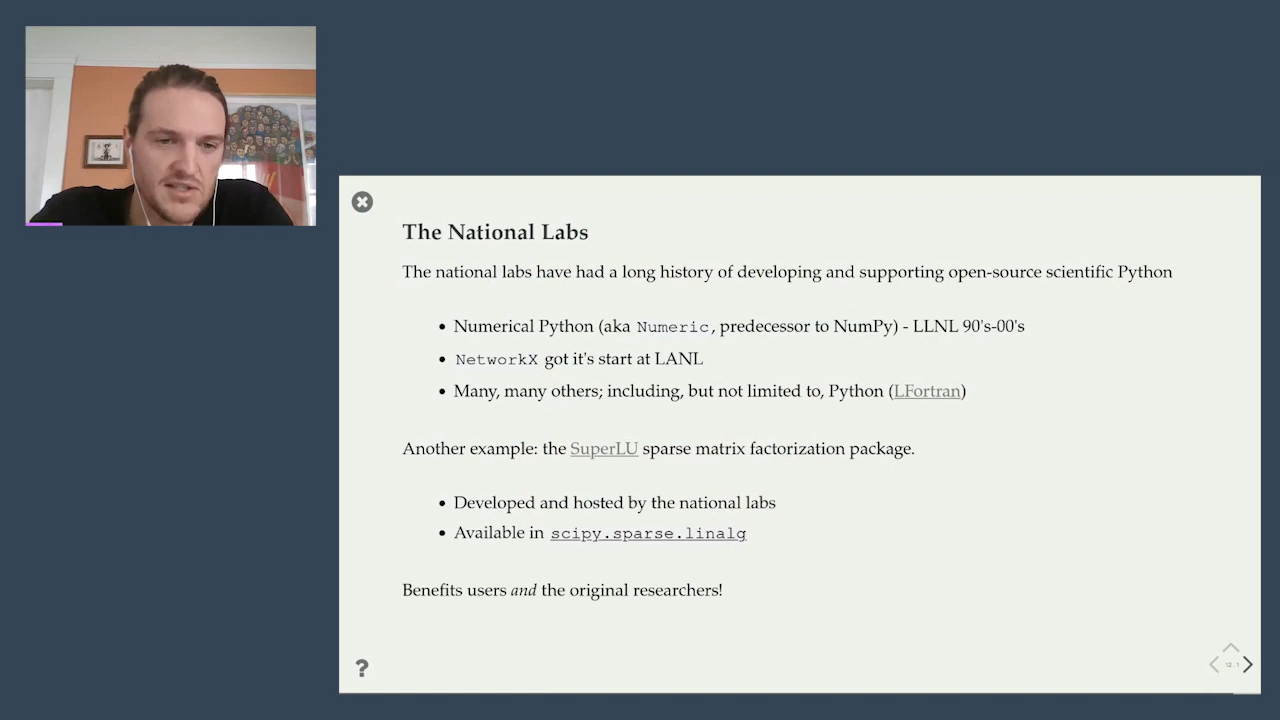 The National Labs
The national labs have had a long history of developing and supporting open-source scientific Python
• Numerical Python (aka Numeric, predecessor to NumPy) - LLNL 90's-00's
• NetworkX got it's start at LANL
• Many, many others; including, but not limited to, Python (LFortran)
Another example: the SuperLU sparse matrix factorization package.
• Developed and hosted by the national labs
• Available in scipy.sparse.linalg
Benefits users and the original researchers!
?
12.1